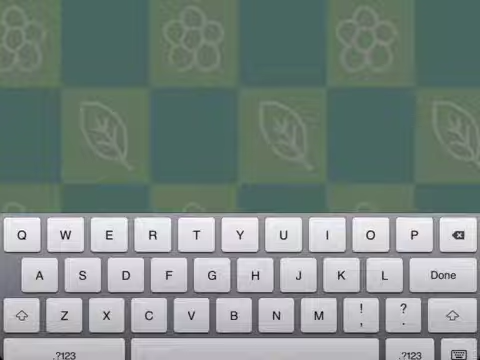 Q W E R T Y U I O P
A S D F G H J K L Done
Z X C V B N M ! , ? .
.?123 .?123